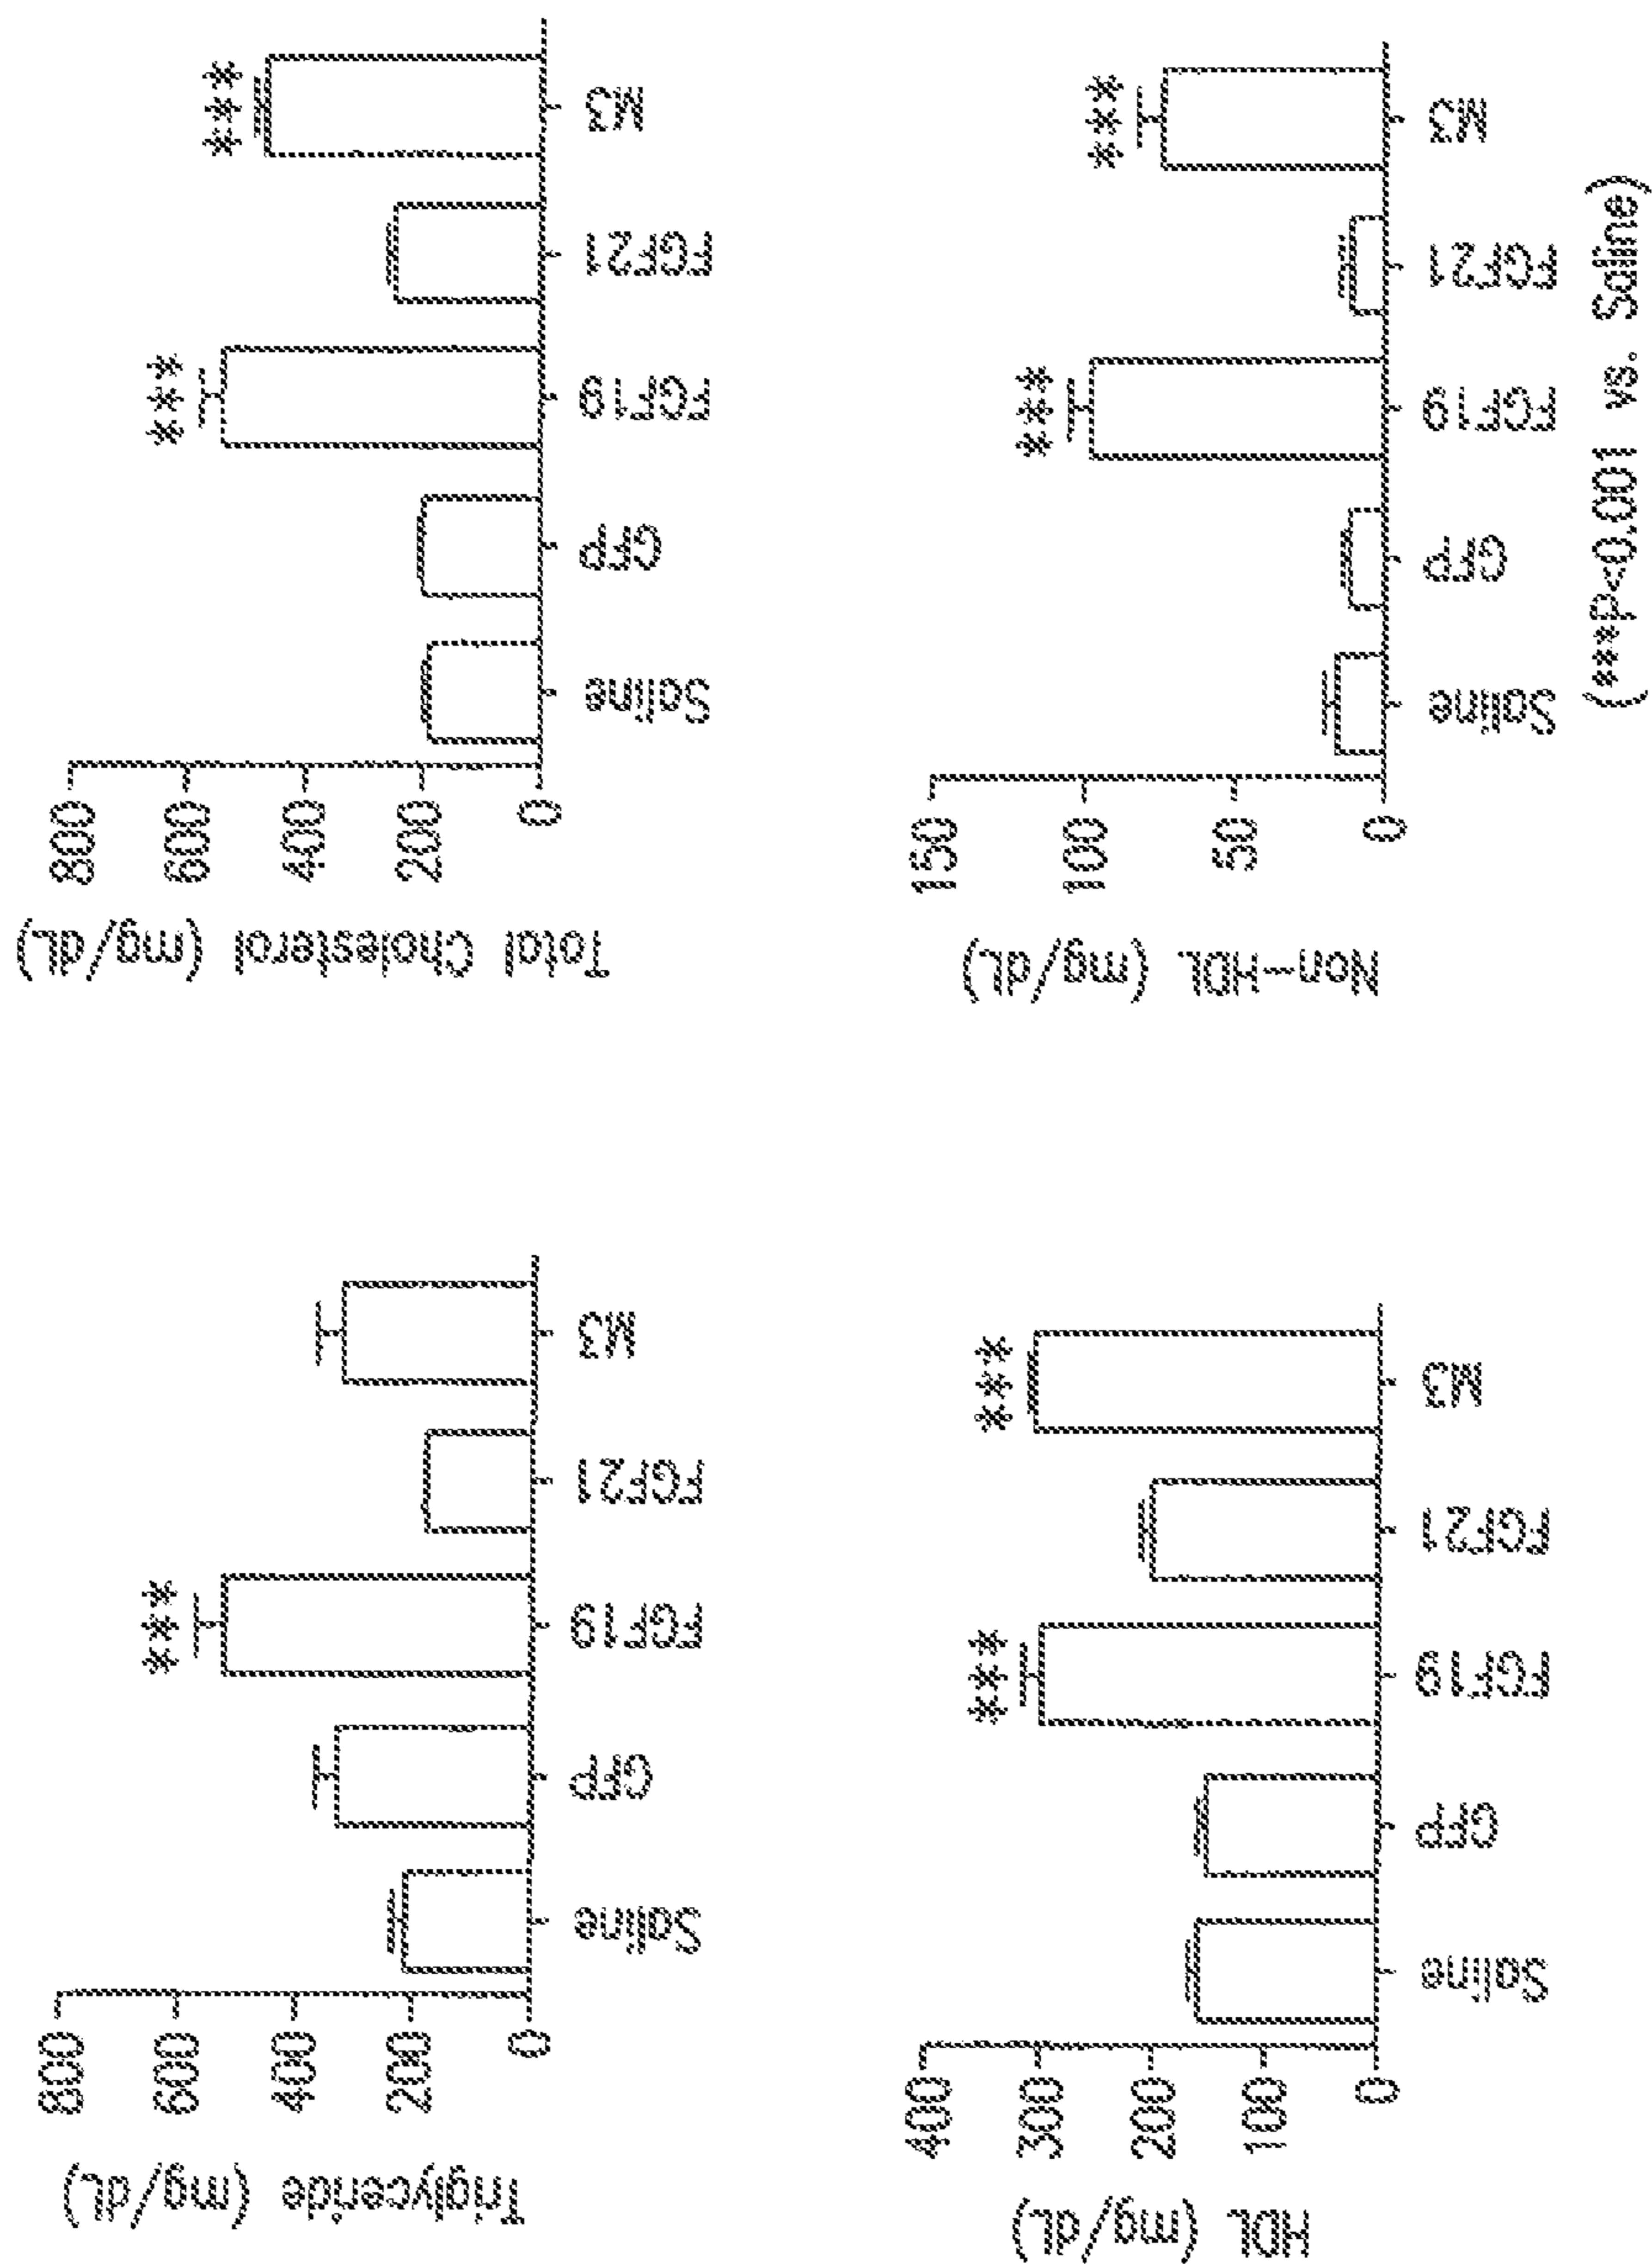 Triglyceride (mg/dL)
800
600
400
200
0
***
Saline
GFP
FGF19
FGF21
M3
Total Cholesterol (mg/dL)
800
600
400
200
0
***
***
Saline
GFP
FGF19
FGF21
M3
HDL (mg/dL)
400
300
200
100
0
***
***
Saline
GFP
FGF19
FGF21
M3
Non-HDL (mg/dL)
150
100
50
0
***
***
Saline
GFP
FGF19
FGF21
M3
(***p<0.001 vs. Saline)